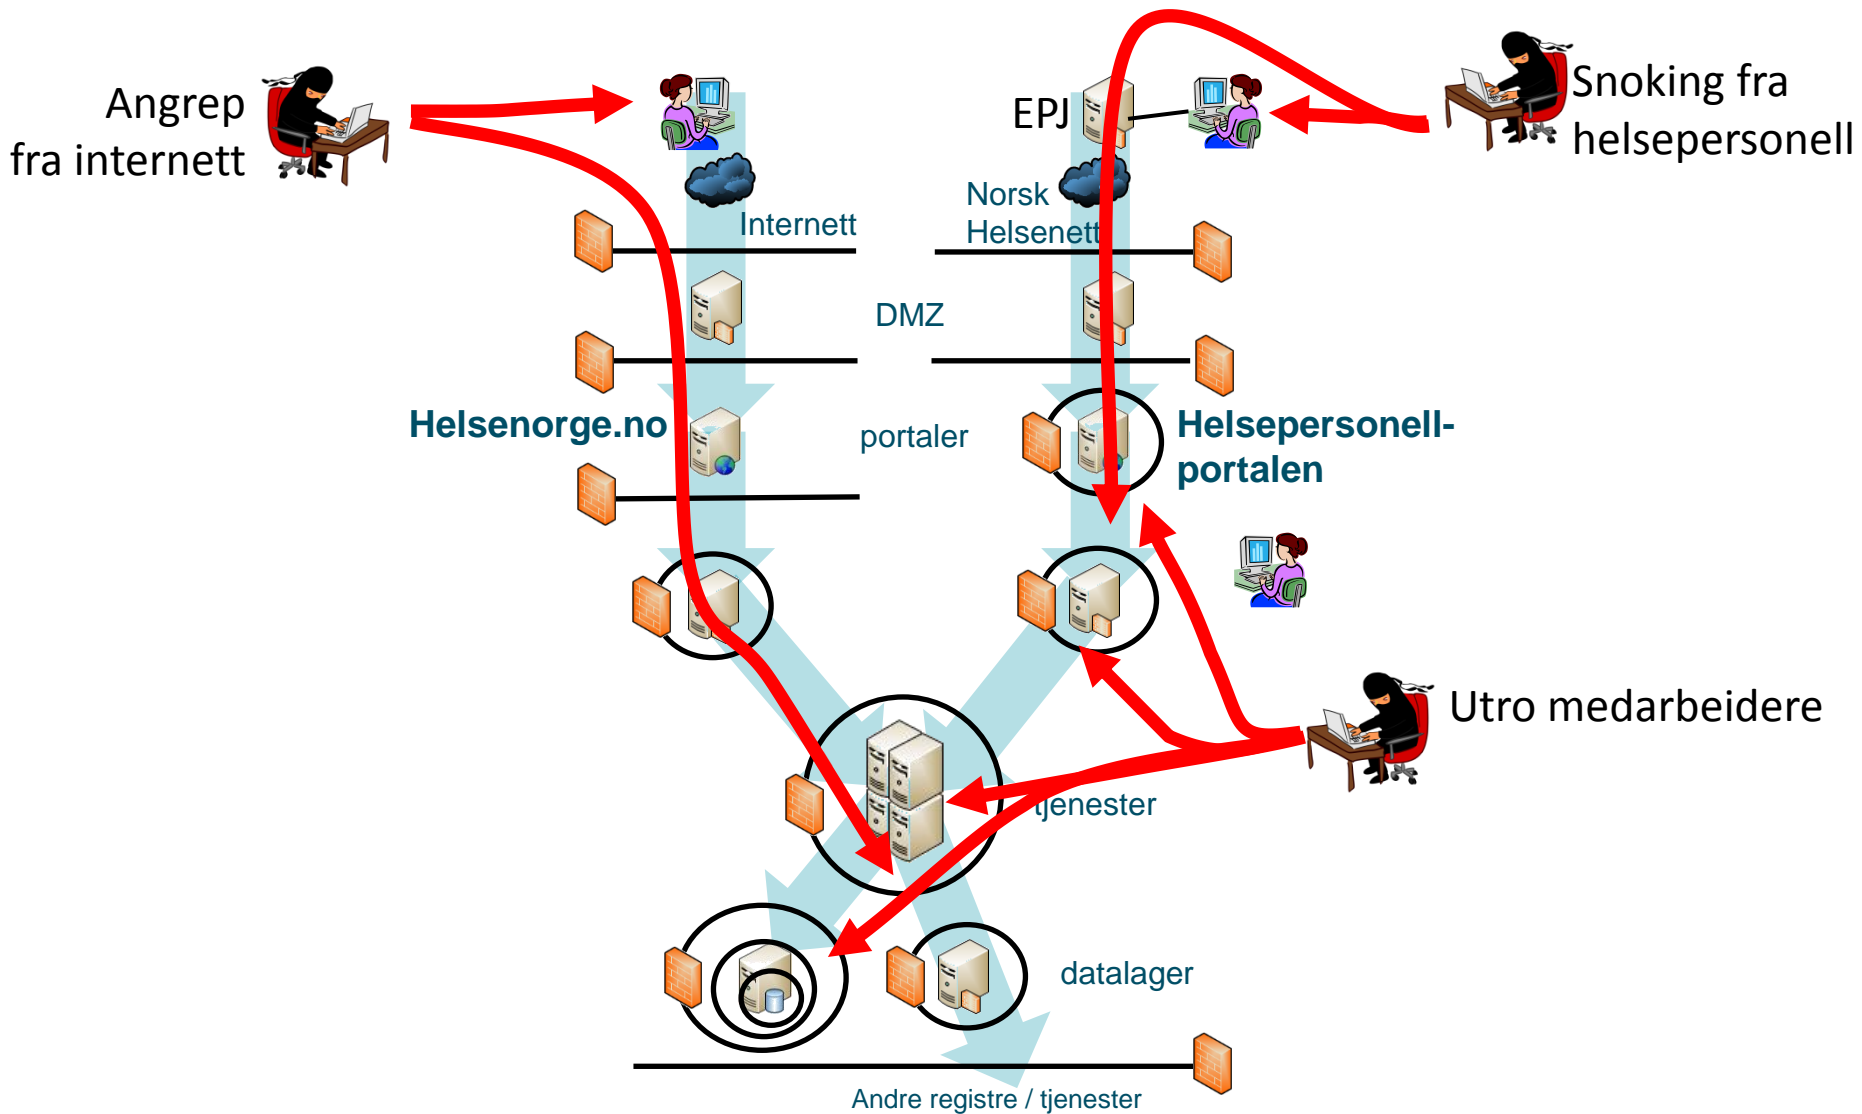 Angrep
fra internett
EPJ
Snoking fra
helsepersonell
Internett
Norsk
Helsenett
DMZ
Helsenorge.no
portaler
Helsepersonell-
portalen
Utro medarbeidere
tjenester
datalager
Andre registre / tjenester